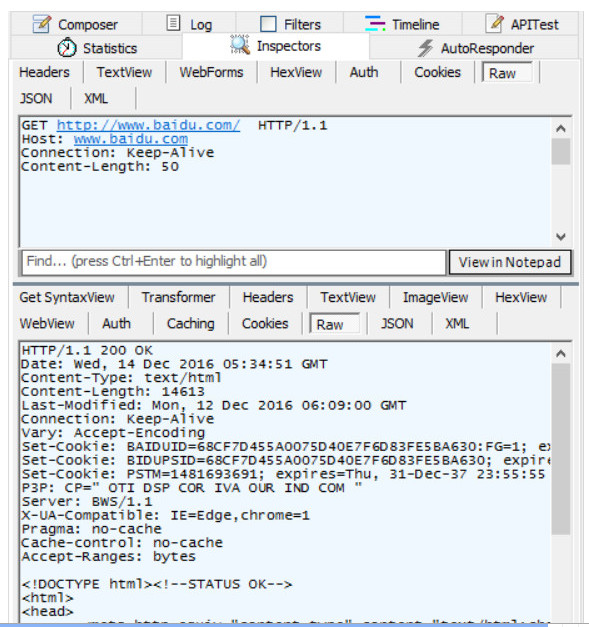 Composer Log Filters Timeline APITest
Statistics Inspectors AutoResponder
Headers TextView WebForms HexView Auth Cookies Raw
JSON XML
GET http://www.baidu.com/ HTTP/1.1
Host: www.baidu.com
Connection: Keep-Alive
Content-Length: 50
Find... (press Ctrl+Enter to highlight all) View in Notepad
Get SyntaxView Transformer Headers TextView ImageView HexView
WebView Auth Caching Cookies Raw JSON XML
HTTP/1.1 200 OK
Date: Wed, 14 Dec 2016 05:34:51 GMT
Content-Type: text/html
Content-Length: 14613
Last-Modified: Mon, 12 Dec 2016 06:09:00 GMT
Connection: Keep-Alive
Vary: Accept-Encoding
Set-Cookie: BAIDUID=68CF7D455A0075D40E7F6D83FE5BA630:FG=1; ex
Set-Cookie: BIDUPSID=68CF7D455A0075D40E7F6D83FE5BA630; expire
Set-Cookie: PSTM=1481693691; expires=Thu, 31-Dec-37 23:55:55
P3P: CP=" OTI DSP COR IVA OUR IND COM "
Server: BWS/1.1
X-UA-Compatible: IE=Edge,chrome=1
Pragma: no-cache
Cache-control: no-cache
Accept-Ranges: bytes
<!DOCTYPE html><!--STATUS OK-->
<html>
<head>